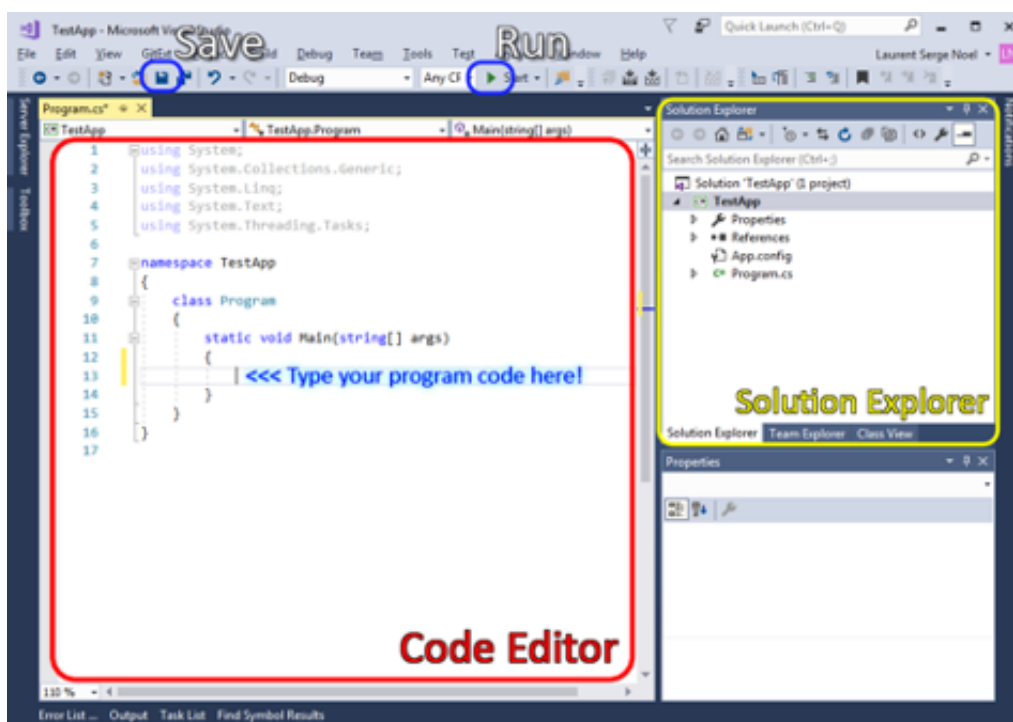 TestApp - Microsoft Visual Studio
Quick Launch (Ctrl+Q)
Save
Run
File Edit View Debug Team Tools Test Help
Laurent Serge Noel
Debug Any Start
Server Explorer
Toolbox
Notifications
Program.cs*
TestApp TestApp.Program Main(string[] args)
1 using System;
2 using System.Collections.Generic;
3 using System.Linq;
4 using System.Text;
5 using System.Threading.Tasks;
6
7 namespace TestApp
8 {
9 class Program
10 {
11 static void Main(string[] args)
12 {
13 <<< Type your program code here!
14 }
15 }
16 }
17
Code Editor
110 %
Solution Explorer
Search Solution Explorer (Ctrl+;)
Solution 'TestApp' (1 project)
TestApp
Properties
References
App.config
C# Program.cs
Solution Explorer
Solution Explorer Team Explorer Class View
Properties
Error List ... Output Task List Find Symbol Results